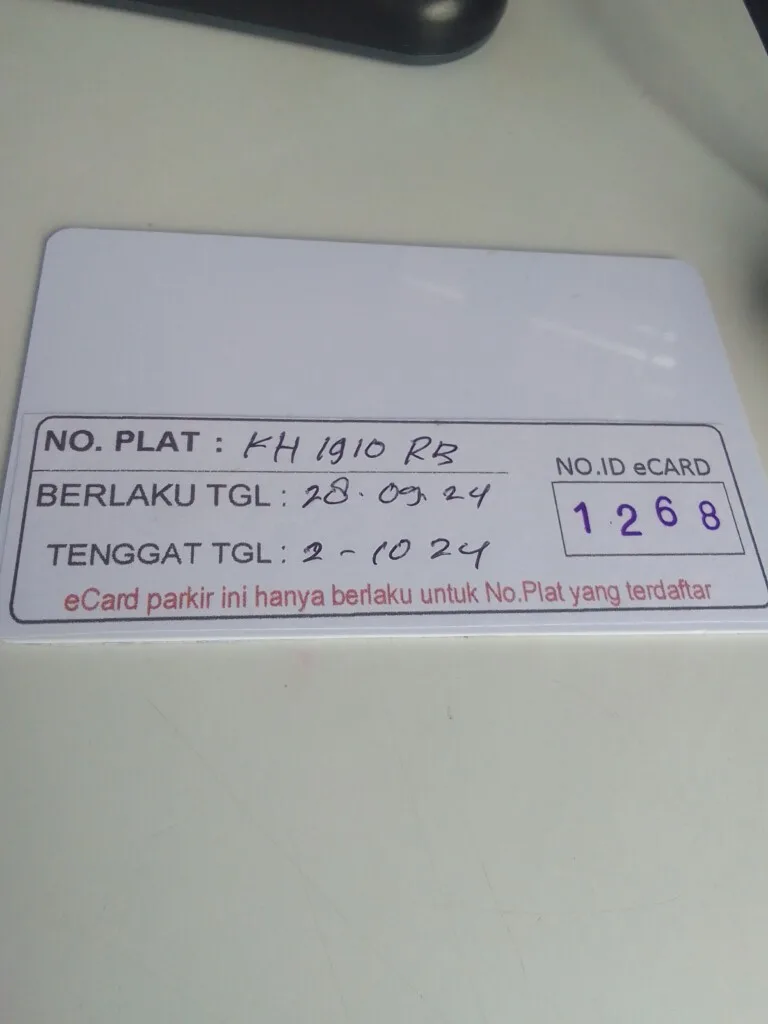 NO. PLAT : KH 1910 RB
NO.ID eCARD
BERLAKU TGL : 28.09.24
1268
TENGGAT TGL : 2 - 10 24
eCard parkir ini hanya berlaku untuk No.Plat yang terdaftar